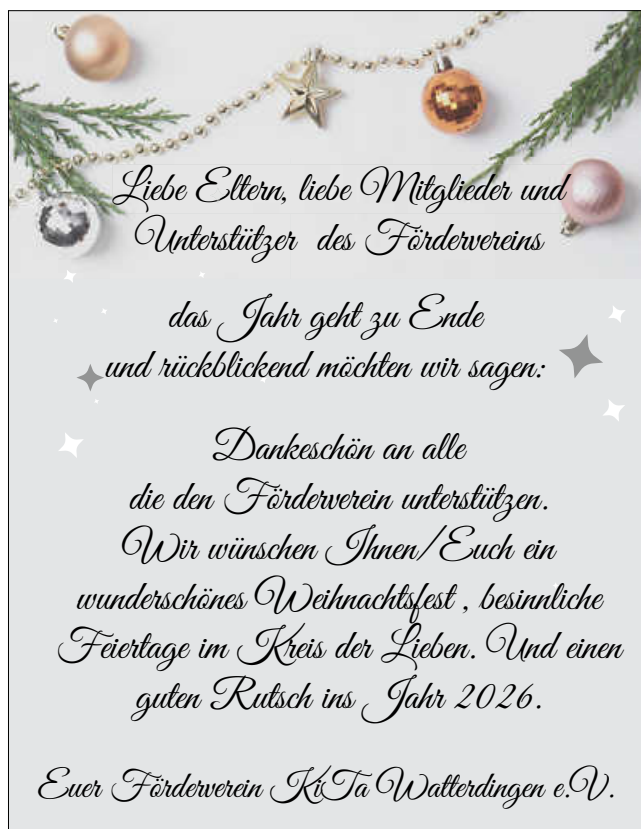 Liebe Eltern, liebe Mitglieder und
Unterstützer des Fördervereins
das Jahr geht zu Ende
und rückblickend möchten wir sagen:
Dankeschön an alle
die den Förderverein unterstützen.
Wir wünschen Ihnen/Euch ein
wunderschönes Weihnachtsfest , besinnliche
Feiertage im Kreis der Lieben. Und einen
guten Rutsch ins Jahr 2026.
Euer Förderverein KiTa Watterdingen e.V.